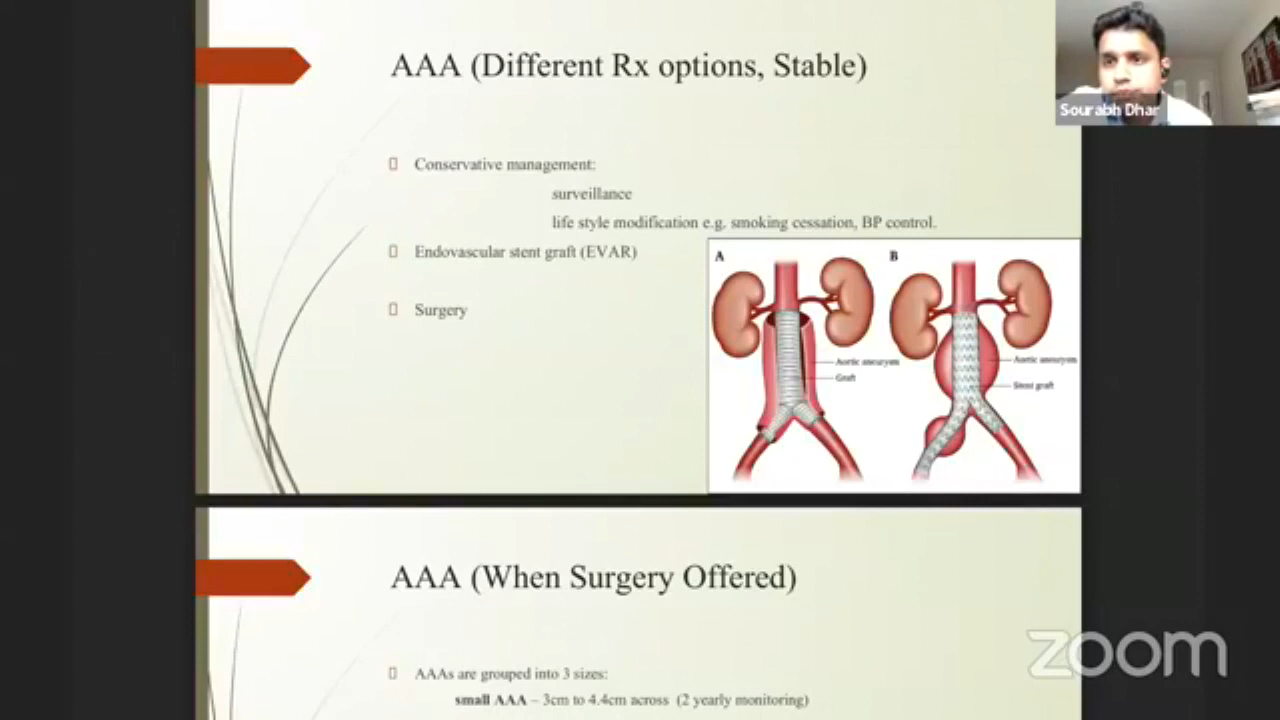 AAA (Different Rx options, Stable)
Sourabh Dhar
Conservative management:
surveillance
life style modification e.g. smoking cessation, BP control.
Endovascular stent graft (EVAR)
Surgery
A
B
Aortic aneurysm
Graft
Aortic aneurysm
Stent graft
AAA (When Surgery Offered)
AAAs are grouped into 3 sizes:
small AAA – 3cm to 4.4cm across (2 yearly monitoring)
zoom